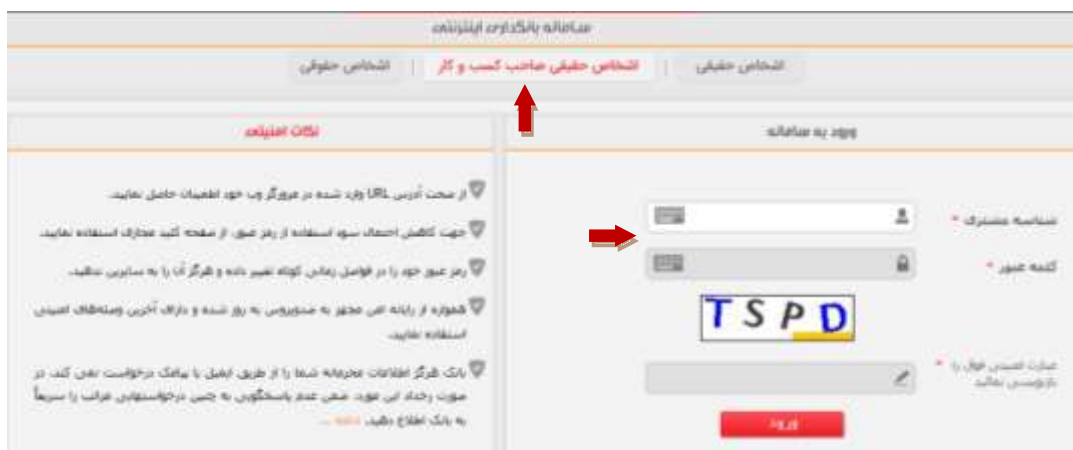 سامانه بانکداری اینترنتی
اشخاص حقیقی | اشخاص حقیقی صاحب کسب و کار | اشخاص حقوقی
ورود به سامانه
شناسه مشتری *
کلمه عبور *
TSPD
عبارت امنیتی فوق را *
بازنویسی نمائید
ورود
نکات امنیتی
از صحت آدرس URL وارد شده در مرورگر وب خود اطمینان حاصل نمایید.
جهت کاهش احتمال سوء استفاده از رمز عبور، از صفحه کلید مجازی استفاده نمایید.
رمز عبور خود را در فواصل زمانی کوتاه تغییر داده و هرگز آن را به سایرین ندهید.
همواره از رایانه امن مجهز به ضدویروس به روز شده و دارای آخرین وصله‌های امنیتی
استفاده نمایید.
بانک هرگز اطلاعات محرمانه شما را از طریق ایمیل یا پیامک درخواست نمی کند، در
صورت رخداد این مورد، ضمن عدم پاسخگویی به چنین درخواستهایی مراتب را سریعاً
به بانک اطلاع دهید. ادامه ...